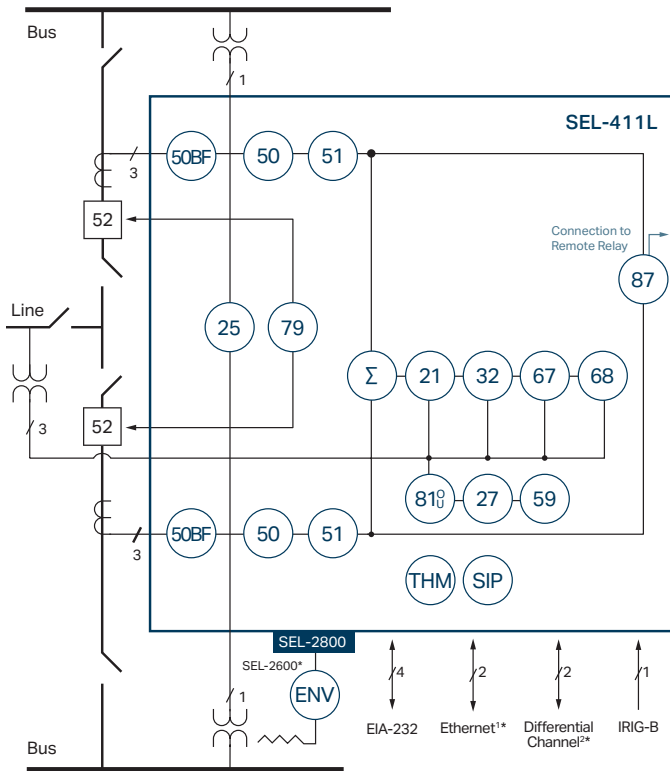 Bus
1
SEL-411L
50BF
50
51
3
52
Connection to
Remote Relay
87
Line
25
79
Σ
21
32
67
68
3
52
81 O U
27
59
50BF
50
51
3
THM
SIP
SEL-2800
SEL-2600*
4
2
2
1
1
ENV
EIA-232
Ethernet¹*
Differential
Channel²*
IRIG-B
Bus